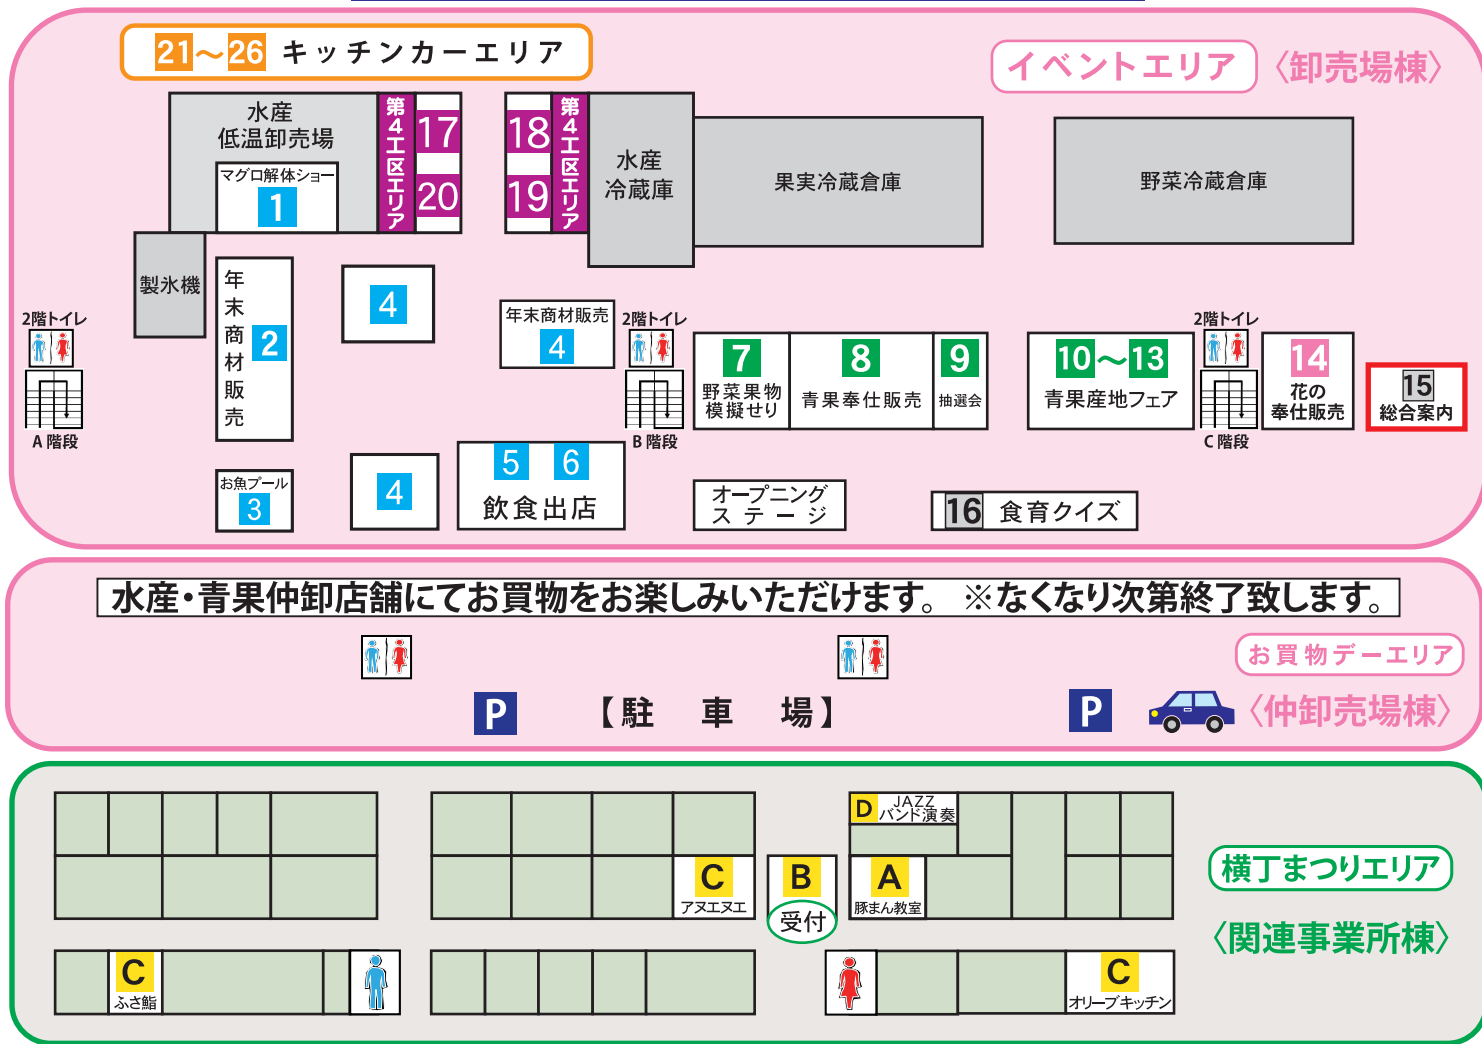 21～26 キッチンカーエリア
イベントエリア 〈卸売場棟〉
水産
低温卸売場
マグロ解体ショー
1
第4工区エリア
17
20
18
19
第4工区エリア
水産
冷蔵庫
果実冷蔵倉庫
野菜冷蔵倉庫
製氷機
年末商材販売
2
4
年末商材販売
4
2階トイレ
A階段
2階トイレ
B階段
7
野菜果物
模擬せり
8
青果奉仕販売
9
抽選会
10～13
青果産地フェア
2階トイレ
C階段
14
花の
奉仕販売
15
総合案内
お魚プール
3
4
5 6
飲食出店
オープニング
ステージ
16 食育クイズ
水産・青果仲卸店舗にてお買物をお楽しみいただけます。 ※なくなり次第終了致します。
お買物デーエリア
P 【駐車場】 P
〈仲卸売場棟〉
D JAZZ
バンド演奏
C
アヌエヌエ
B
受付
A
豚まん教室
横丁まつりエリア
〈関連事業所棟〉
C
ふさ鮨
C
オリーブキッチン